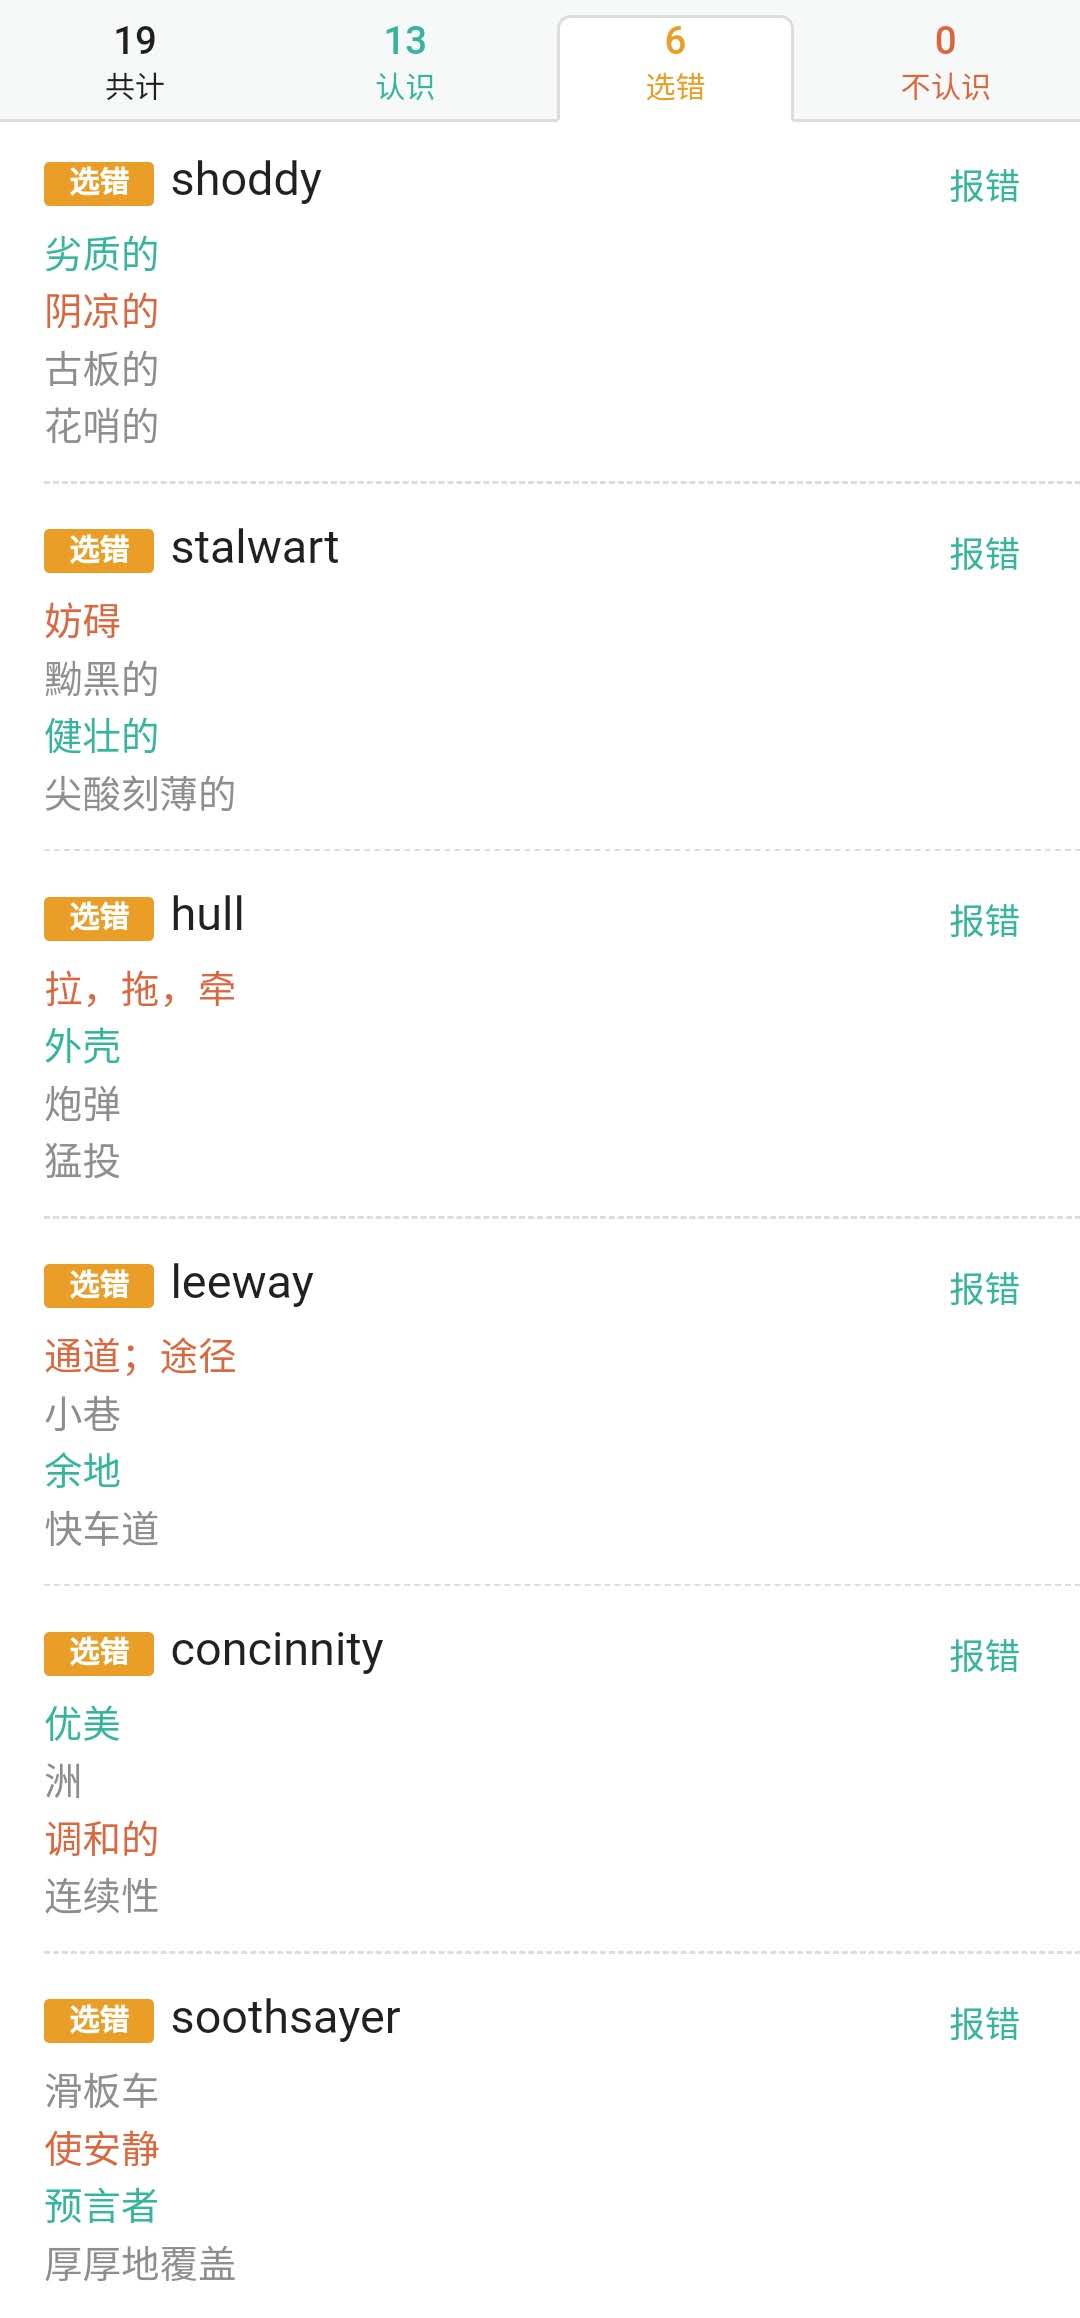 19 13 6 0
共计 认识 选错 不认识
选错 shoddy 报错
劣质的
阴凉的
古板的
花哨的
选错 stalwart 报错
妨碍
黝黑的
健壮的
尖酸刻薄的
选错 hull 报错
拉，拖，牵
外壳
炮弹
猛投
选错 leeway 报错
通道；途径
小巷
余地
快车道
选错 concinnity 报错
优美
洲
调和的
连续性
选错 soothsayer 报错
滑板车
使安静
预言者
厚厚地覆盖